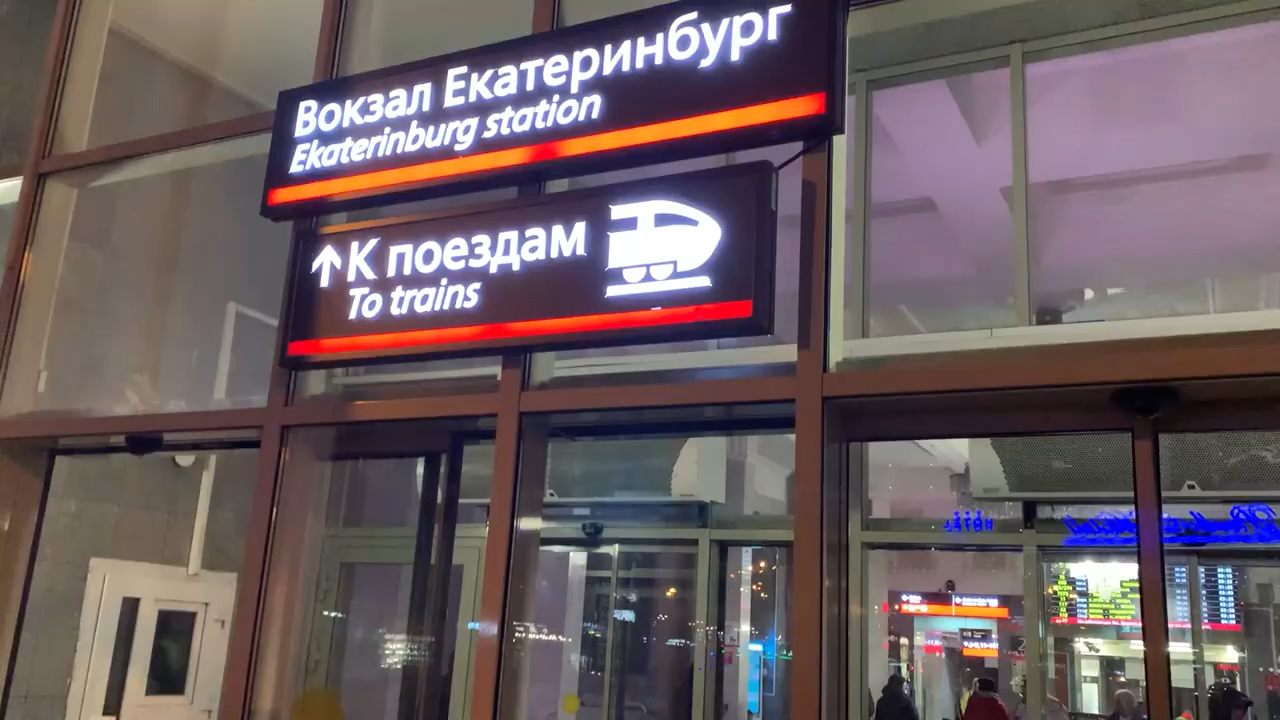 Вокзал Екатеринбург
Ekaterinburg station
К поездам
To trains